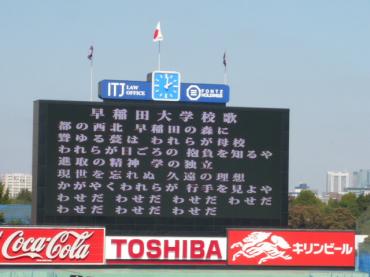 ITJ LAW OFFICE
FORTE HOLDINGS
早稲田大学校歌
都の西北 早稲田の森に
聳ゆる甍は われらが母校
われらが日ごろの 抱負を知るや
進取の精神 学の独立
現世を忘れぬ 久遠の理想
かがやくわれらが 行手を見よや
わせだ わせだ わせだ わせだ
わせだ わせだ わせだ
Coca-Cola
TOSHIBA
キリンビール